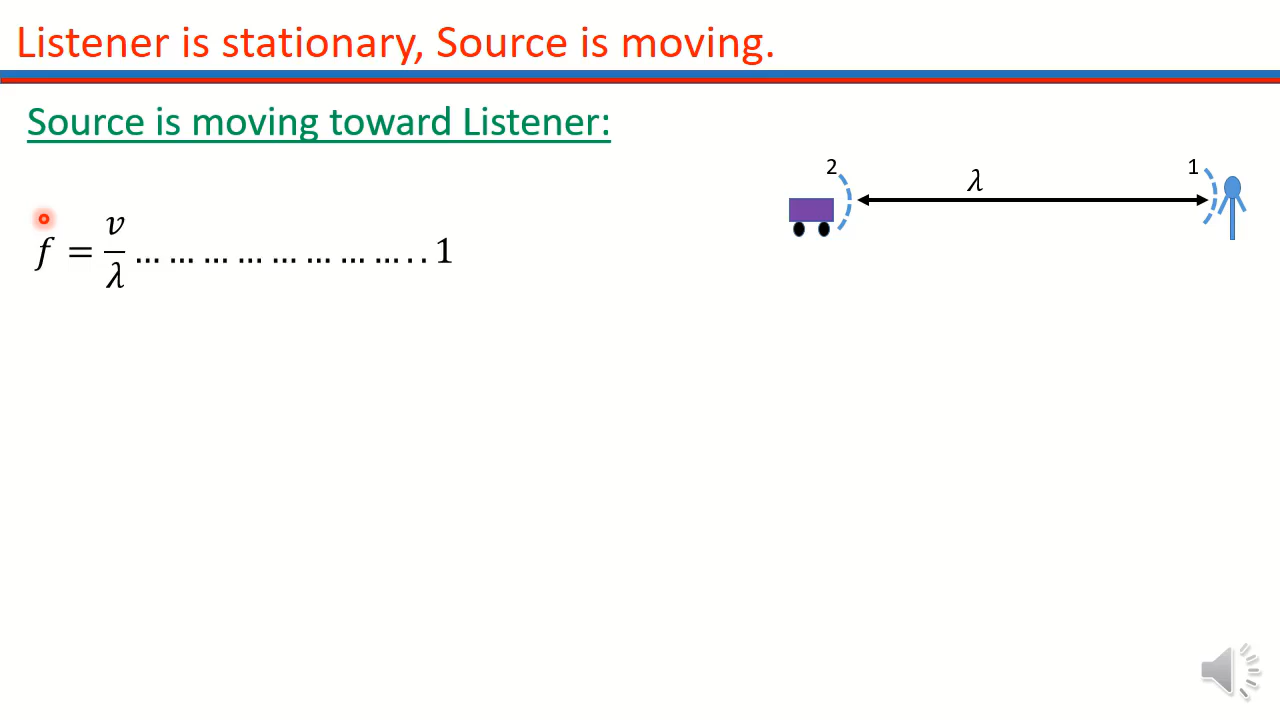 Listener is stationary, Source is moving.
Source is moving toward Listener:
2
λ
1
f = v/λ … … … … … … … … . . 1